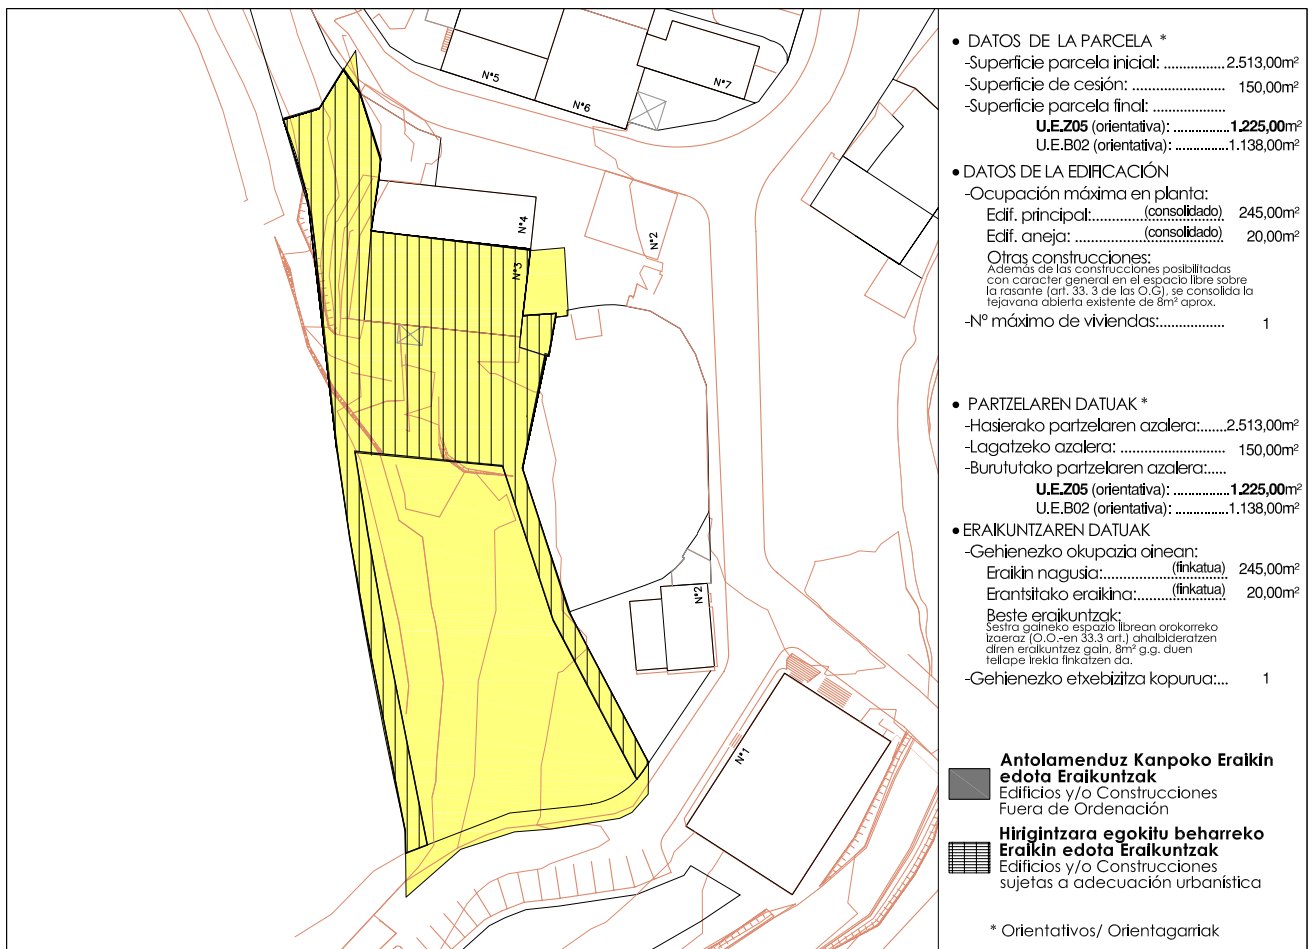 Nº5
Nº6
Nº7
Nº4
Nº3
Nº2
Nº2
Nº1
• DATOS DE LA PARCELA *
-Superficie parcela inicial: ............... 2.513,00m²
-Superficie de cesión: ....................... 150,00m²
-Superficie parcela final: ..................
U.E.Z05 (orientativa): ............ 1.225,00m²
U.E.B02 (orientativa): ............ 1.138,00m²
• DATOS DE LA EDIFICACIÓN
-Ocupación máxima en planta:
Edif. principal: ............ (consolidado) 245,00m²
Edif. aneja: ............ (consolidado) 20,00m²
Otras construcciones:
Además de las construcciones posibilitadas
con caracter general en el espacio libre sobre
la rasante (art. 33. 3 de las O.G), se consolida la
tejavana abierta existente de 8m² aprox.
-Nº máximo de viviendas:................ 1
• PARTZELAREN DATUAK *
-Hasierako partzelaren azalera:...... 2.513,00m²
-Lagatzeko azalera: ....................... 150,00m²
-Burututako partzelaren azalera:.....
U.E.Z05 (orientativa): ............ 1.225,00m²
U.E.B02 (orientativa): ............ 1.138,00m²
• ERAIKUNTZAREN DATUAK
-Gehienezko okupazia oinean:
Eraikin nagusia:............ (finkatua) 245,00m²
Erantsitako eraikina:...... (finkatua) 20,00m²
Beste eraikuntzak:
Sestra gaineko espazio librean orokorreko
izaeraz (O.O.-en 33.3 art.) ahalbideratzen
diren eraikuntzez gain, 8m² g.g. duen
tellape irekia finkatzen da.
-Gehienezko etxebizitza kopurua:... 1
Antolamenduz Kanpoko Eraikin
edota Eraikuntzak
Edificios y/o Construcciones
Fuera de Ordenación
Hirigintzara egokitu beharreko
Eraikin edota Eraikuntzak
Edificios y/o Construcciones
sujetas a adecuación urbanística
* Orientativos/ Orientagarriak